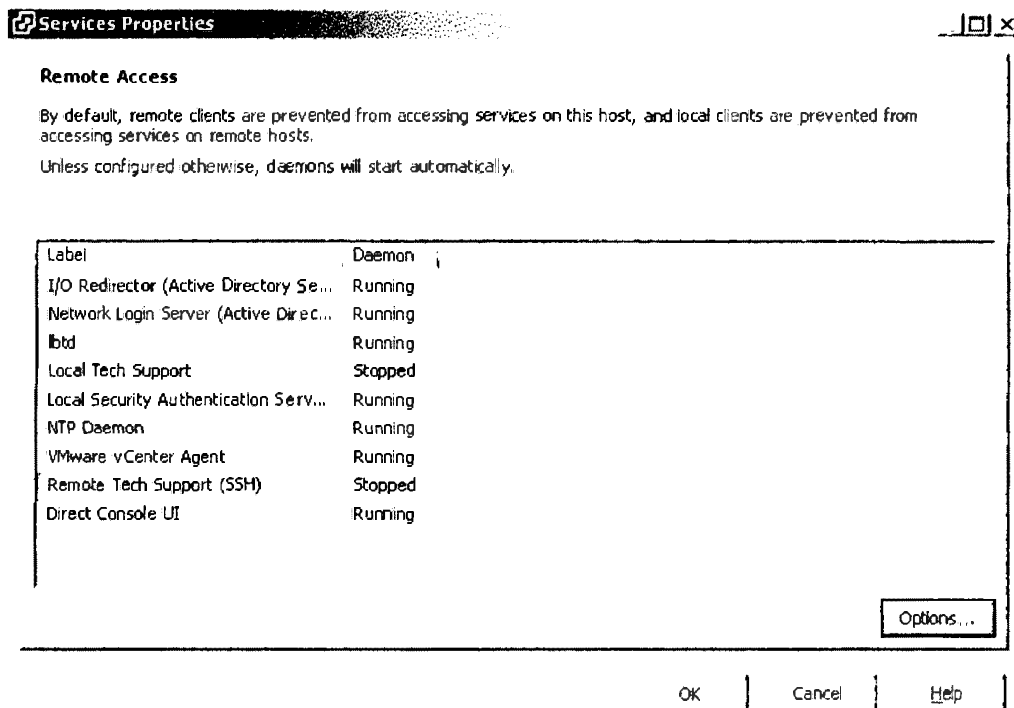 Services Properties
Remote Access
By default, remote clients are prevented from accessing services on this host, and local clients are prevented from
accessing services on remote hosts.
Unless configured otherwise, daemons will start automatically.
Label Daemon
I/O Redirector (Active Directory Se... Running
Network Login Server (Active Direc... Running
lbtd Running
Local Tech Support Stopped
Local Security Authentication Serv... Running
NTP Daemon Running
VMware vCenter Agent Running
Remote Tech Support (SSH) Stopped
Direct Console UI Running
Options...
OK Cancel Help